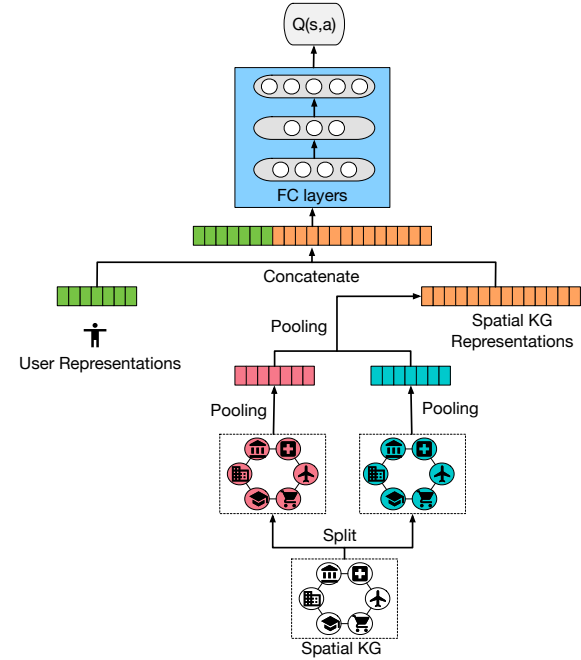 Q(s,a)
FC layers
Concatenate
User Representations
Pooling
Spatial KG
Representations
Pooling
Pooling
Split
Spatial KG